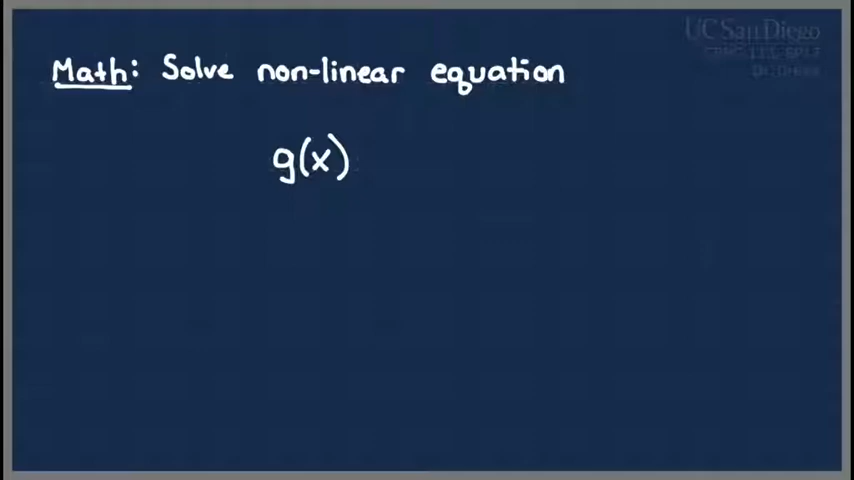 UC San Diego
Math: Solve non-linear equation
g(x)